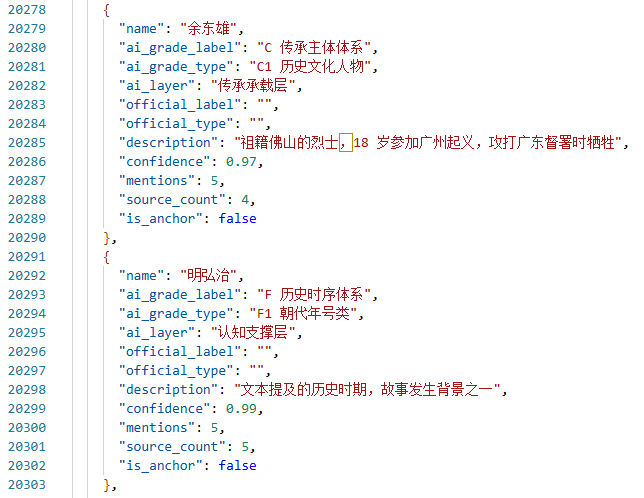 20278 {
20279 "name": "余东雄",
20280 "ai_grade_label": "C 传承主体体系",
20281 "ai_grade_type": "C1 历史文化人物",
20282 "ai_layer": "传承承载层",
20283 "official_label": "",
20284 "official_type": "",
20285 "description": "祖籍佛山的烈士，18 岁参加广州起义，攻打广东督署时牺牲",
20286 "confidence": 0.97,
20287 "mentions": 5,
20288 "source_count": 4,
20289 "is_anchor": false
20290 },
20291 {
20292 "name": "明弘治",
20293 "ai_grade_label": "F 历史时序体系",
20294 "ai_grade_type": "F1 朝代年号类",
20295 "ai_layer": "认知支撑层",
20296 "official_label": "",
20297 "official_type": "",
20298 "description": "文本提及的历史时期，故事发生背景之一",
20299 "confidence": 0.99,
20300 "mentions": 5,
20301 "source_count": 5,
20302 "is_anchor": false
20303 },